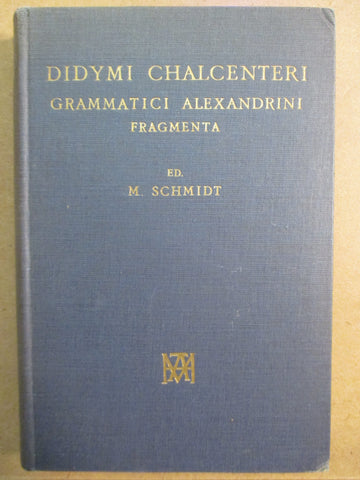 DIDYMI CHALCENTERI
GRAMMATICI ALEXANDRINI
FRAGMENTA
ED.
M. SCHMIDT